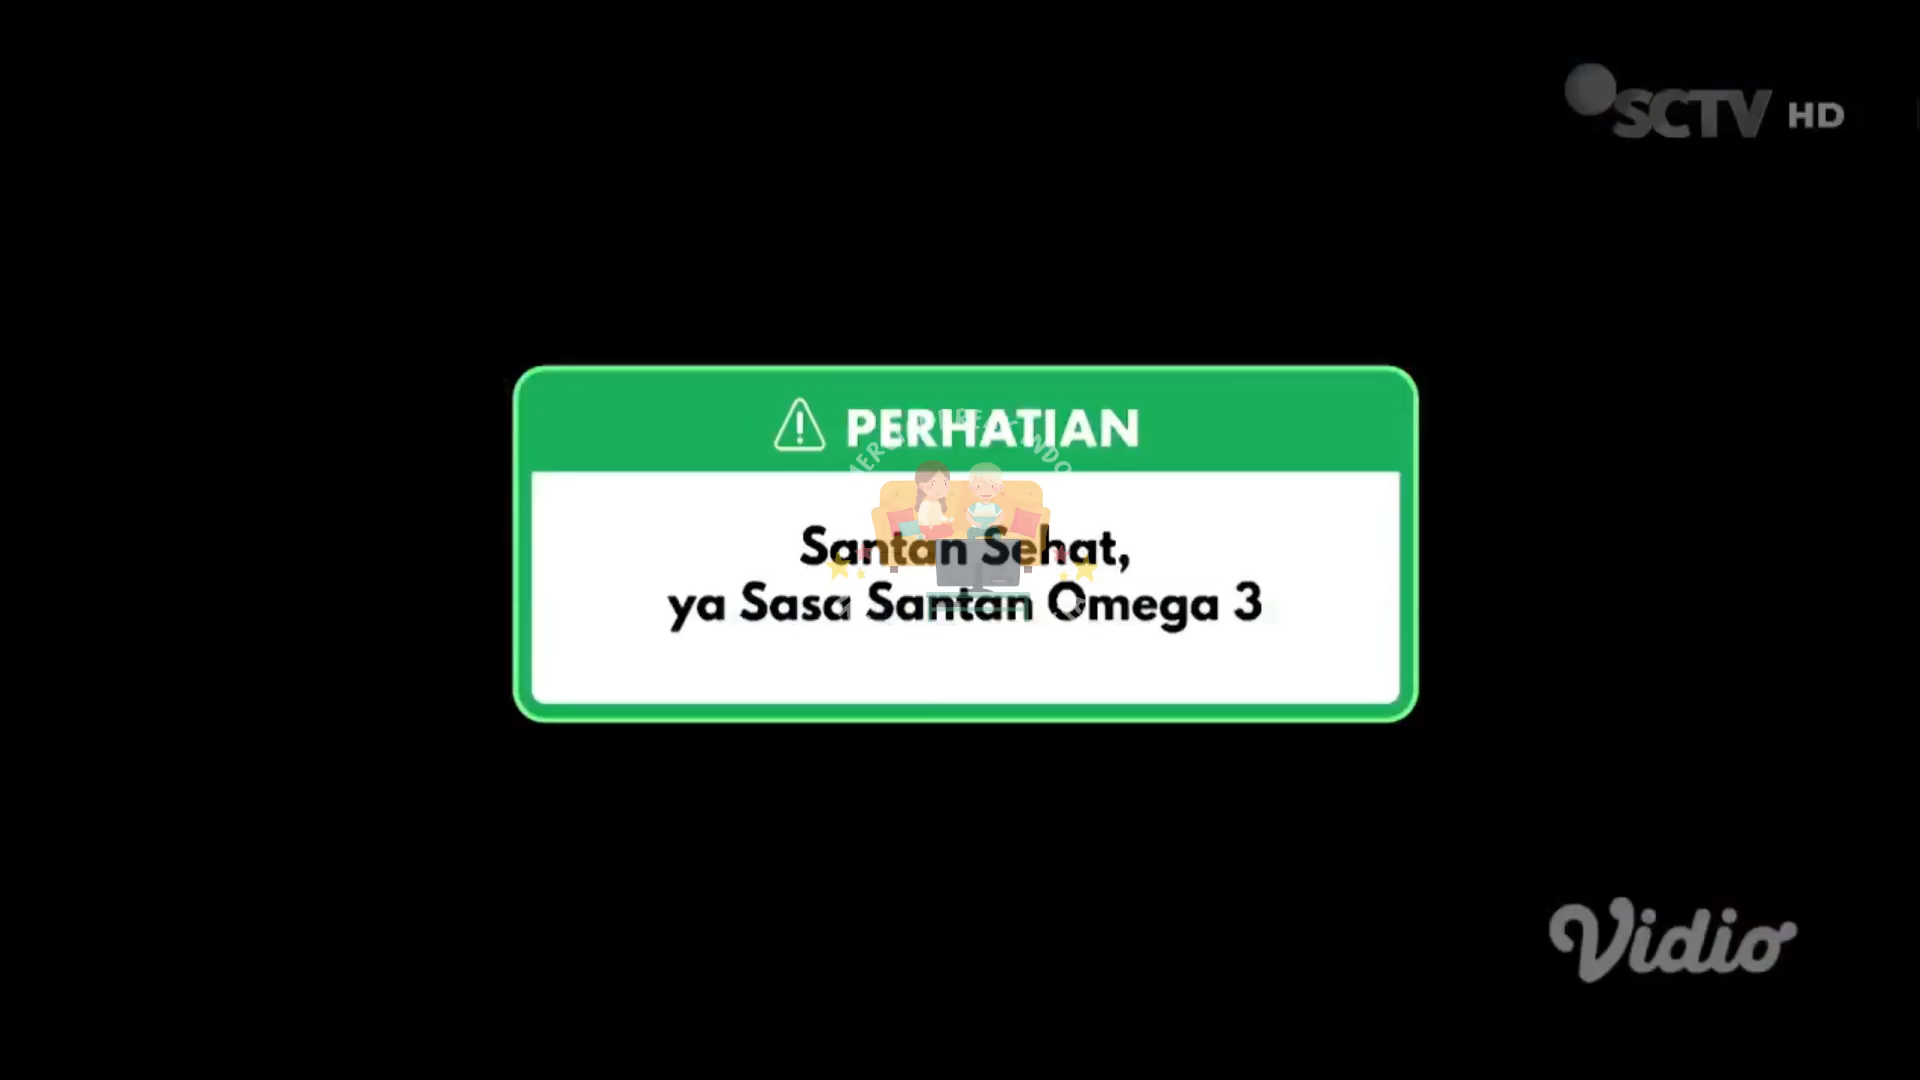 SCTV HD
PERHATIAN
Santan Sehat,
ya Sasa Santan Omega 3
Vidio